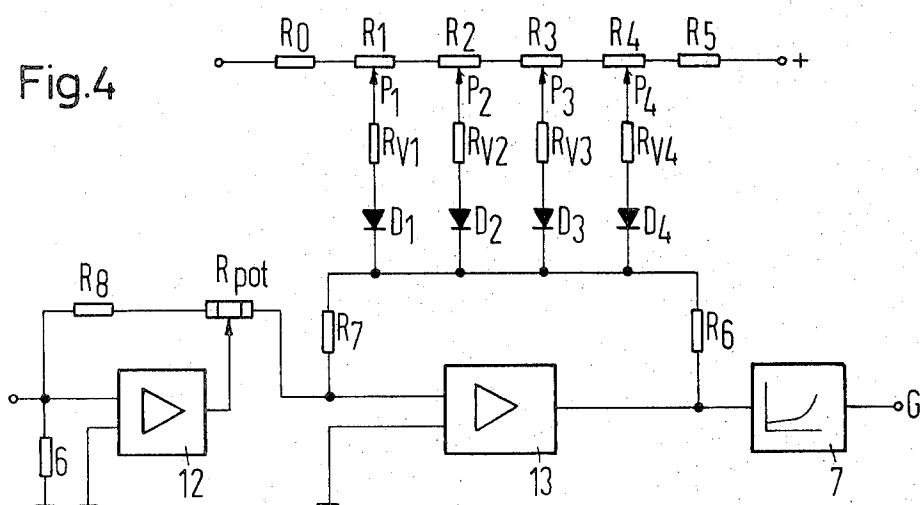 Fig.4
R0 R1 R2 R3 R4 R5
+
P1 P2 P3 P4
RV1 RV2 RV3 RV4
D1 D2 D3 D4
R8 Rpot
R7 R6
G
6 12 13 7